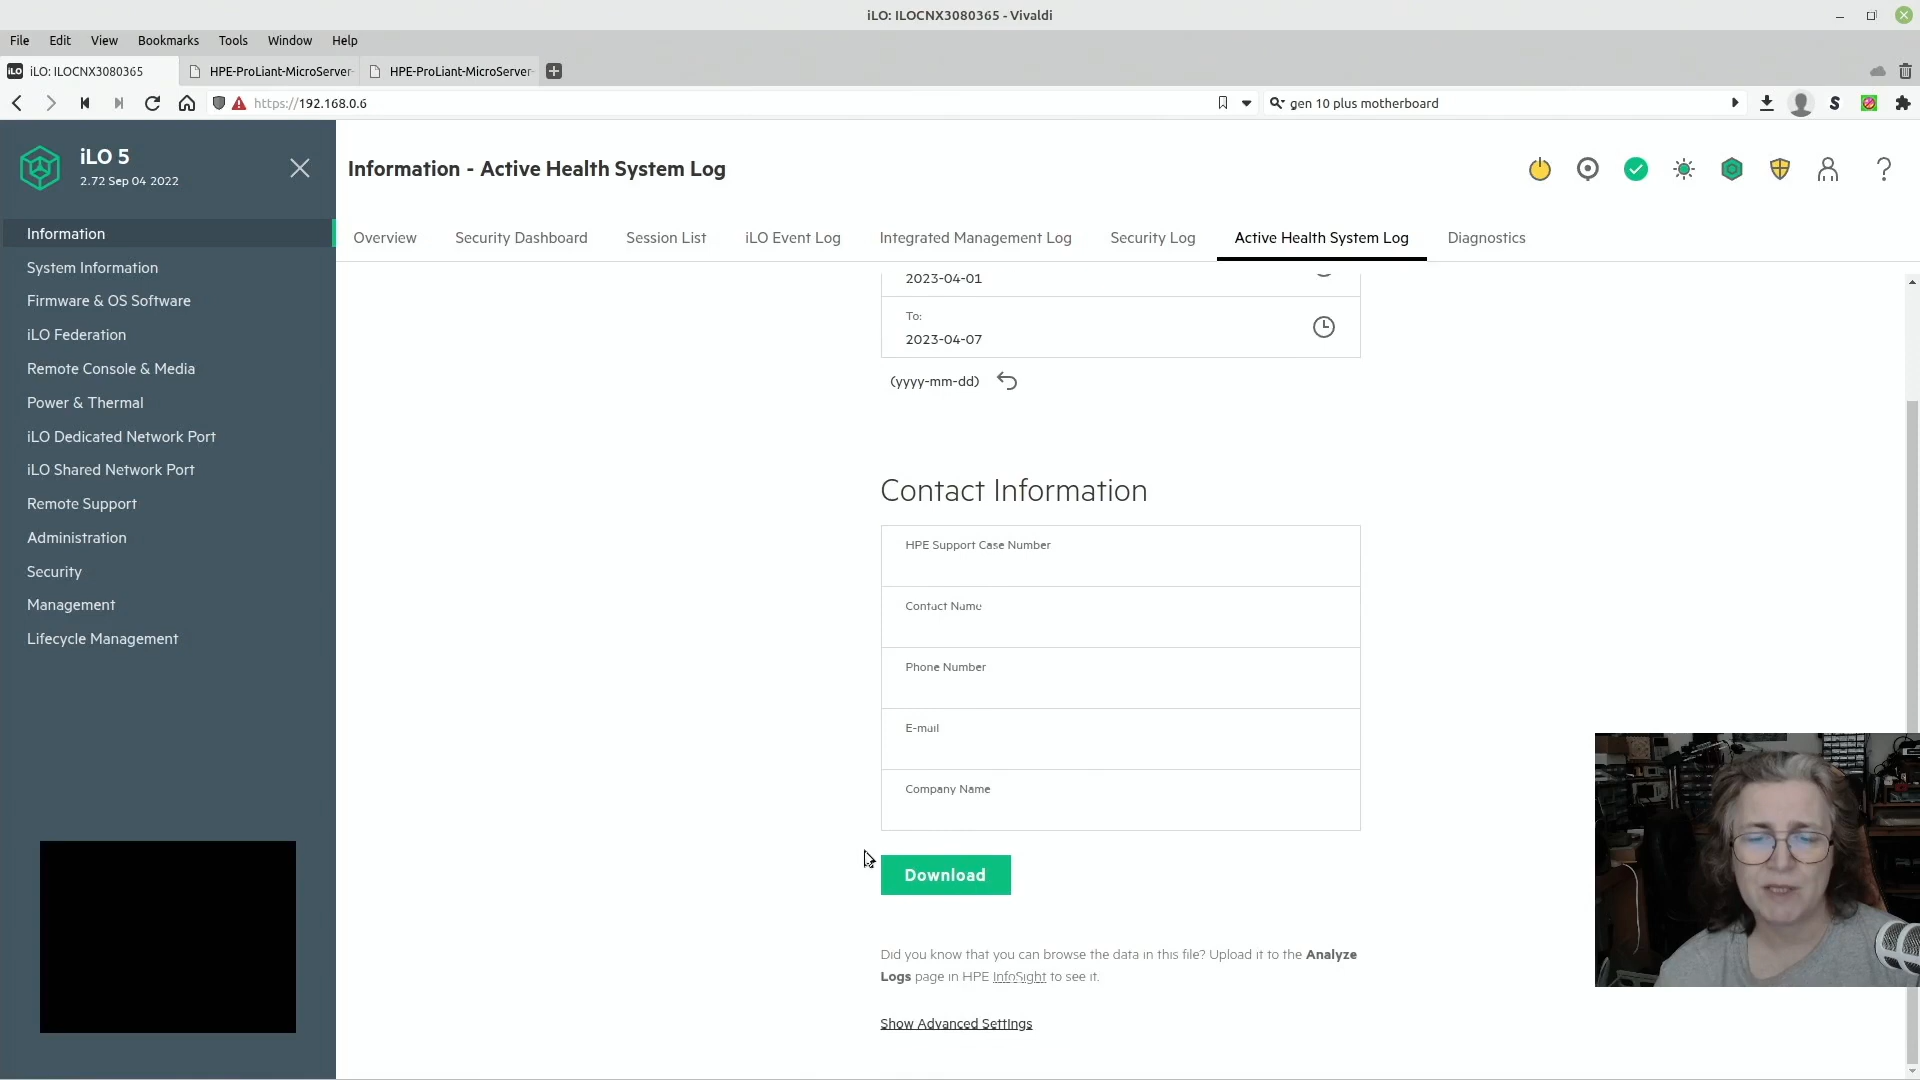 iLO: ILOCNX3080365 - Vivaldi
File Edit View Bookmarks Tools Window Help
iLO iLO: ILOCNX3080365 HPE-ProLiant-MicroServer- HPE-ProLiant-MicroServer-
https://192.168.0.6 gen 10 plus motherboard
iLO 5
2.72 Sep 04 2022
Information - Active Health System Log
Overview Security Dashboard Session List iLO Event Log Integrated Management Log Security Log Active Health System Log Diagnostics
Information
System Information
Firmware & OS Software
iLO Federation
Remote Console & Media
Power & Thermal
iLO Dedicated Network Port
iLO Shared Network Port
Remote Support
Administration
Security
Management
Lifecycle Management
2023-04-01
To:
2023-04-07
(yyyy-mm-dd)
Contact Information
HPE Support Case Number
Contact Name
Phone Number
E-mail
Company Name
Download
Did you know that you can browse the data in this file? Upload it to the Analyze
Logs page in HPE InfoSight to see it.
Show Advanced Settings